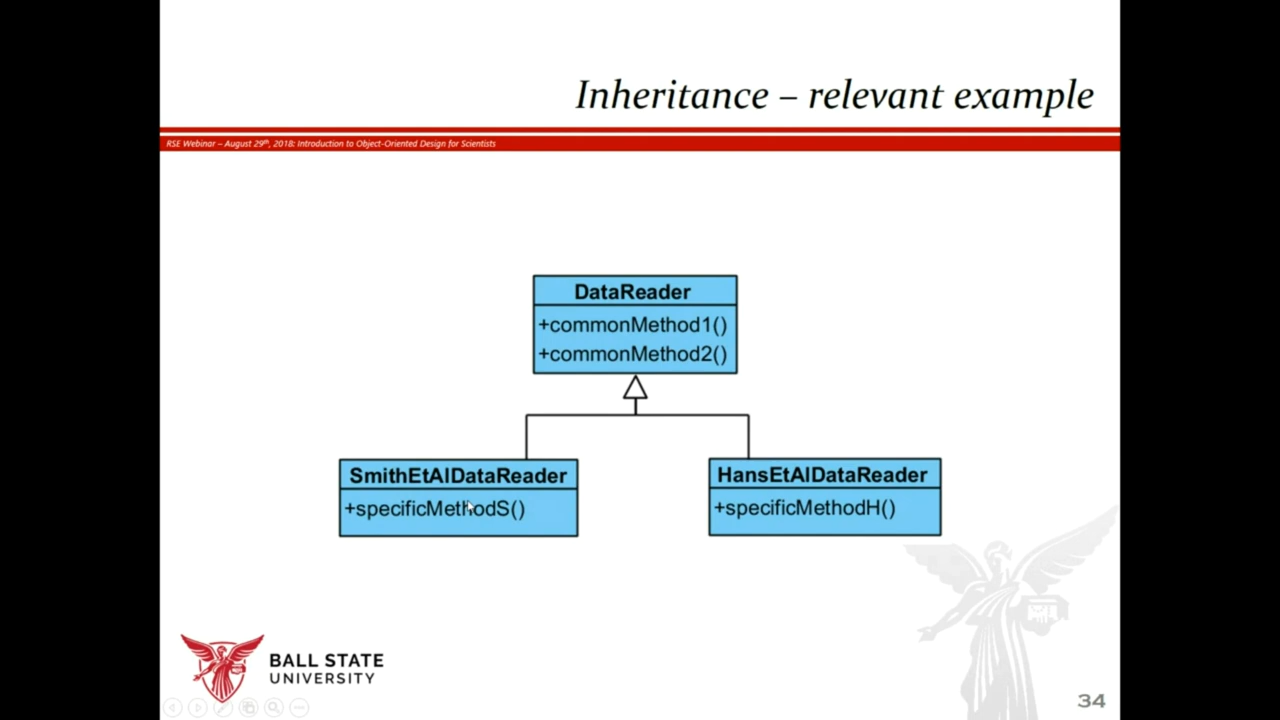 Inheritance – relevant example
RSE Webinar – August 29th, 2018: Introduction to Object-Oriented Design for Scientists
DataReader
+commonMethod1()
+commonMethod2()
SmithEtAlDataReader
+specificMethodS()
HansEtAlDataReader
+specificMethodH()
BALL STATE
UNIVERSITY
34